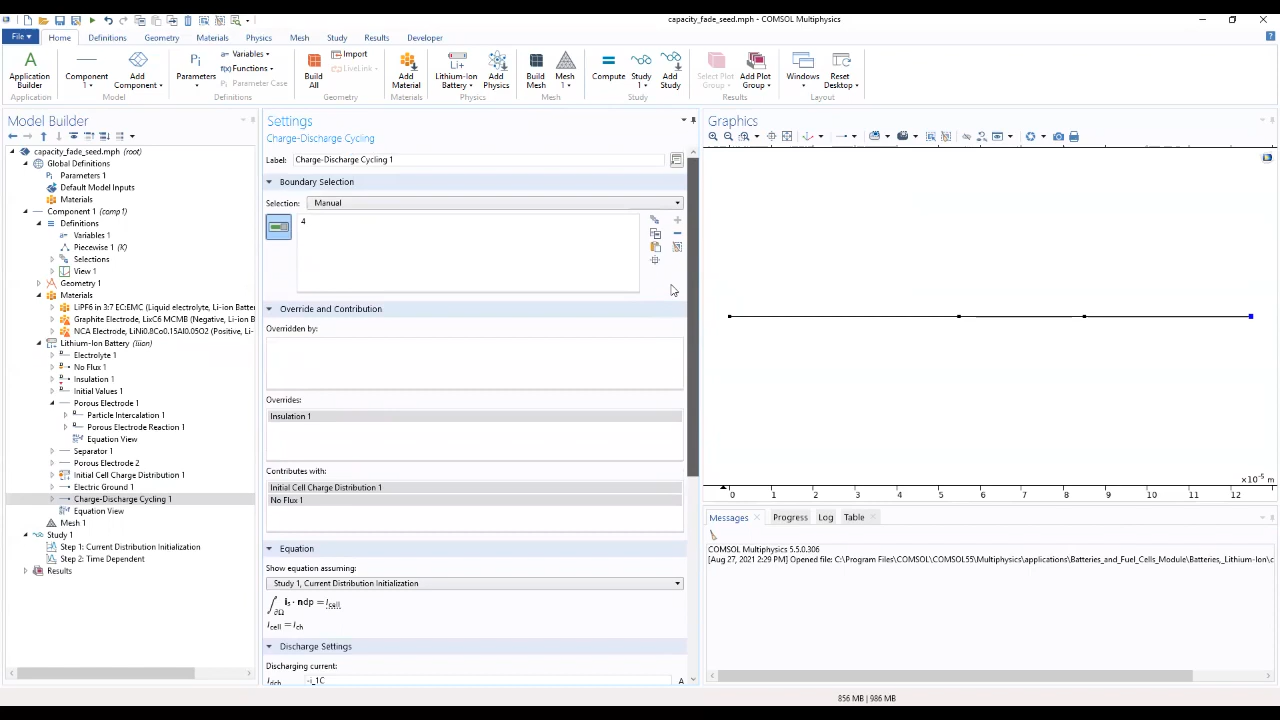 capacity_fade_seed.mph - COMSOL Multiphysics
File Home Definitions Geometry Materials Physics Mesh Study Results Developer
Application Builder
Component 1
Add Component
Parameters
Variables
Functions
Parameter Case
Build All
Import
LiveLink
Add Material
Lithium-Ion Battery
Add Physics
Build Mesh
Mesh 1
Compute
Study 1
Add Study
Select Plot Group
Add Plot Group
Windows
Reset Desktop
Application Model Definitions Geometry Materials Physics Mesh Study Results Layout
Model Builder
capacity_fade_seed.mph (root)
Global Definitions
Parameters 1
Default Model Inputs
Materials
Component 1 (comp1)
Definitions
Variables 1
Piecewise 1 (K)
Selections
View 1
Geometry 1
Materials
LiPF6 in 3:7 EC:EMC (Liquid electrolyte, Li-ion Batter
Graphite Electrode, LixC6 MCMB (Negative, Li-ion B
NCA Electrode, LiNi0.8Co0.15Al0.05O2 (Positive, Li-
Lithium-Ion Battery (liion)
Electrolyte 1
No Flux 1
Insulation 1
Initial Values 1
Porous Electrode 1
Particle Intercalation 1
Porous Electrode Reaction 1
Equation View
Separator 1
Porous Electrode 2
Initial Cell Charge Distribution 1
Electric Ground 1
Charge-Discharge Cycling 1
Equation View
Mesh 1
Study 1
Step 1: Current Distribution Initialization
Step 2: Time Dependent
Results
Settings
Charge-Discharge Cycling
Label: Charge-Discharge Cycling 1
Boundary Selection
Selection: Manual
4
Override and Contribution
Overridden by:
Overrides:
Insulation 1
Contributes with:
Initial Cell Charge Distribution 1
No Flux 1
Equation
Show equation assuming:
Study 1, Current Distribution Initialization
∫∂Ω is · ndp = icell
icell = ich
Discharge Settings
Discharging current:
Idch -i_1C A
Graphics
×10⁻⁵ m
0 1 2 3 4 5 6 7 8 9 10 11 12
Messages Progress Log Table
COMSOL Multiphysics 5.5.0.306
[Aug 27, 2021 2:29 PM] Opened file: C:\Program Files\COMSOL\COMSOL55\Multiphysics\applications\Batteries_and_Fuel_Cells_Module\Batteries,_Lithium-Ion\c
856 MB | 986 MB